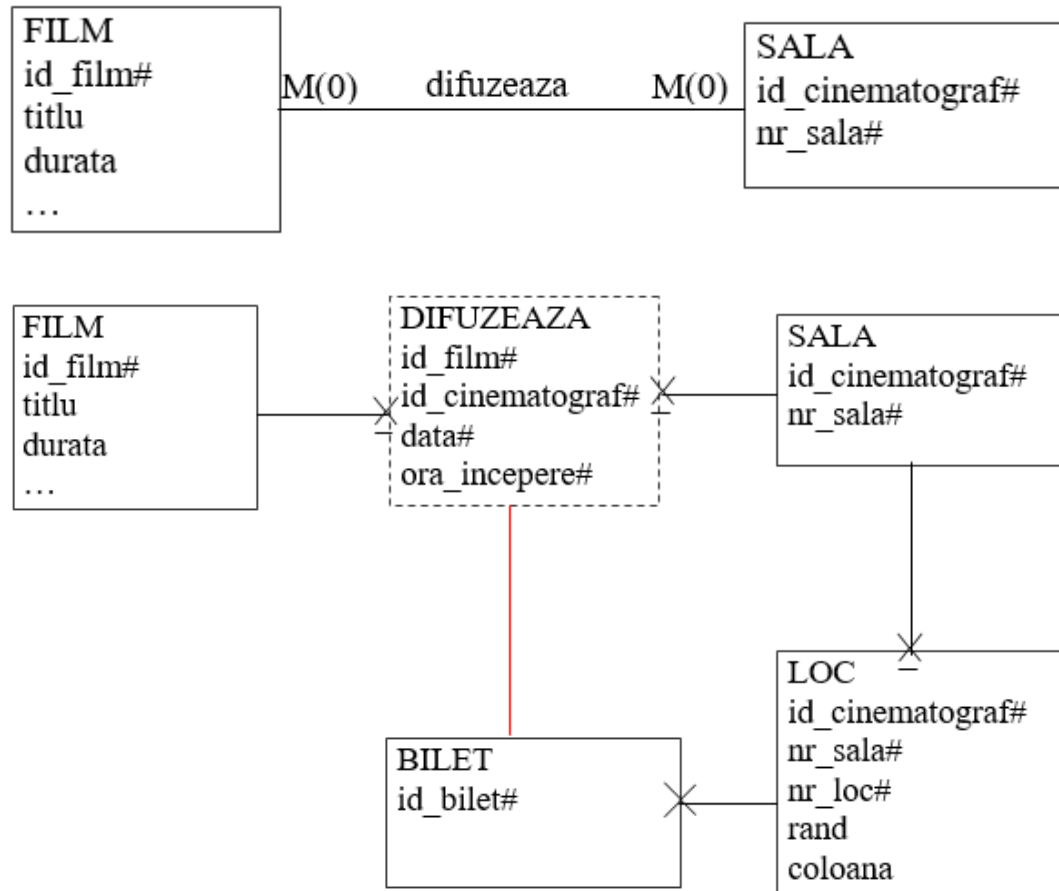 FILM
id_film#
titlu
durata
…
M(0) difuzeaza M(0)
SALA
id_cinematograf#
nr_sala#
FILM
id_film#
titlu
durata
…
DIFUZEAZA
id_film#
id_cinematograf#
data#
ora_incepere#
SALA
id_cinematograf#
nr_sala#
BILET
id_bilet#
LOC
id_cinematograf#
nr_sala#
nr_loc#
rand
coloana